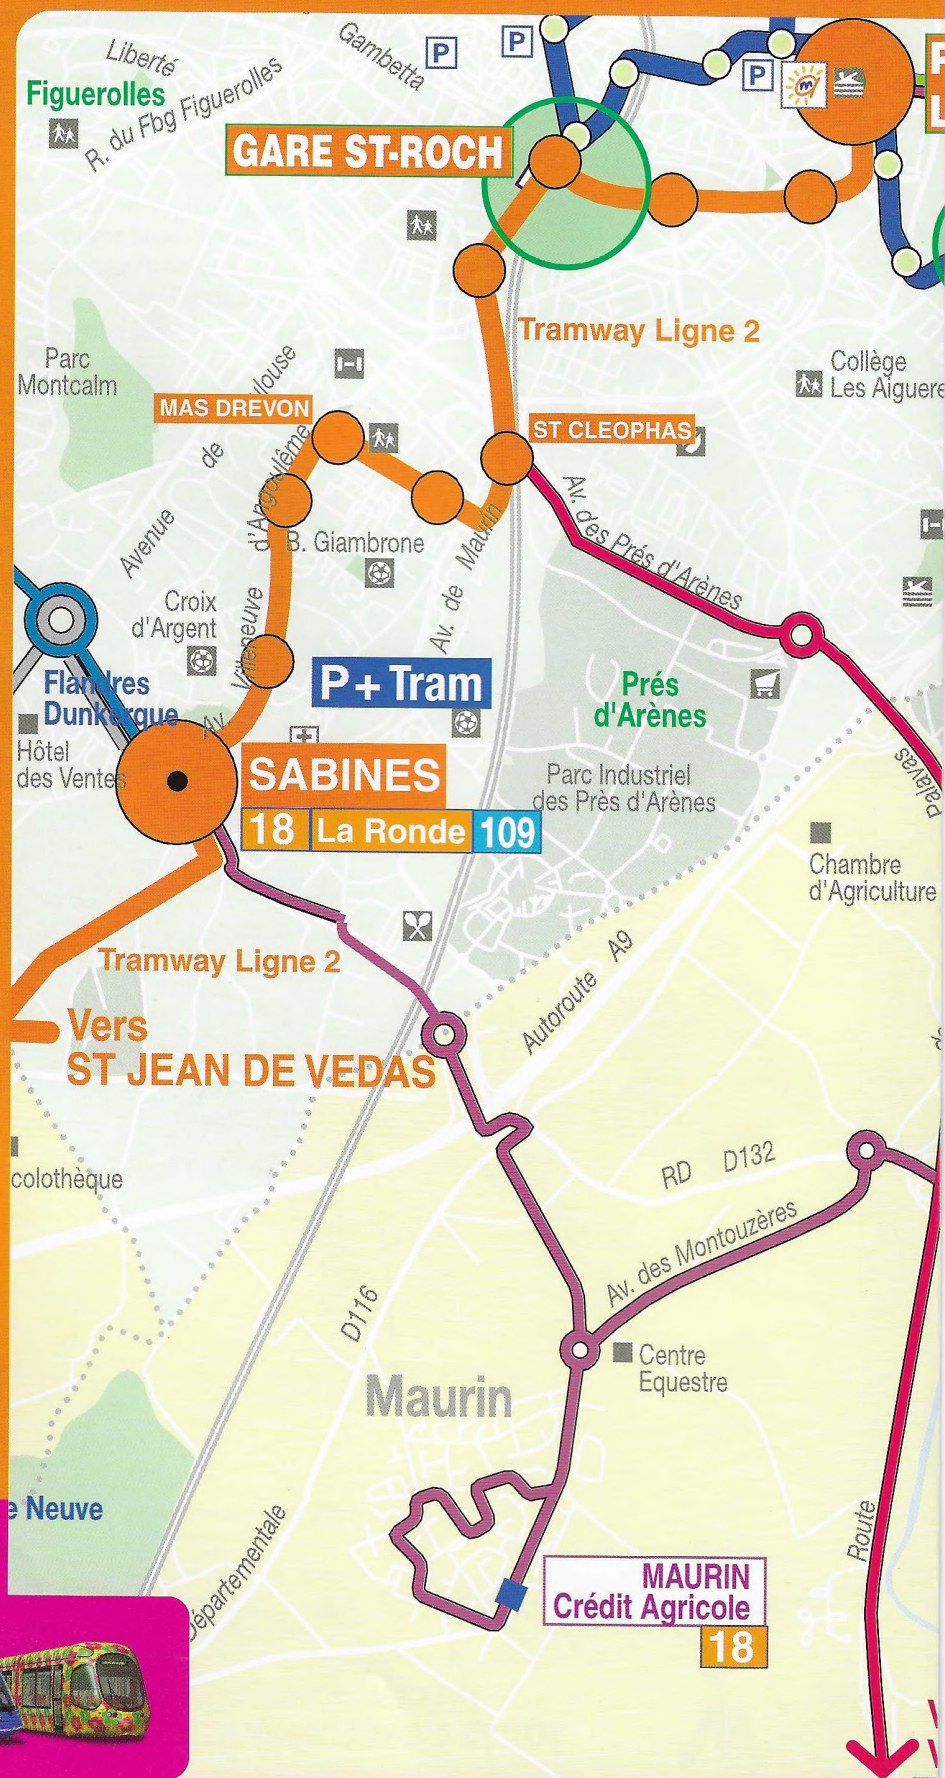 Liberté
Gambetta
P
P
P
Figuerolles
R. du Fbg Figuerolles
GARE ST-ROCH
Tramway Ligne 2
Parc
Montcalm
Collège
Les Aiguere
MAS DREVON
ST CLEOPHAS
Avenue de
d'Angoulême
B. Giambrone
Av. de Maurin
Av. des Prés d'Arènes
Croix
d'Argent
Villeneuve
Av.
P+Tram
Flandres
Dunkerque
Prés
d'Arènes
Hôtel
des Ventes
SABINES
18 La Ronde 109
Parc Industriel
des Près d'Arènes
Palavas
Chambre
d'Agriculture
Tramway Ligne 2
Autoroute A9
Vers
ST JEAN DE VEDAS
colothèque
RD D132
Av. des Montouzères
D116
Centre
Equestre
Maurin
e Neuve
Départementale
Route
MAURIN
Crédit Agricole
18